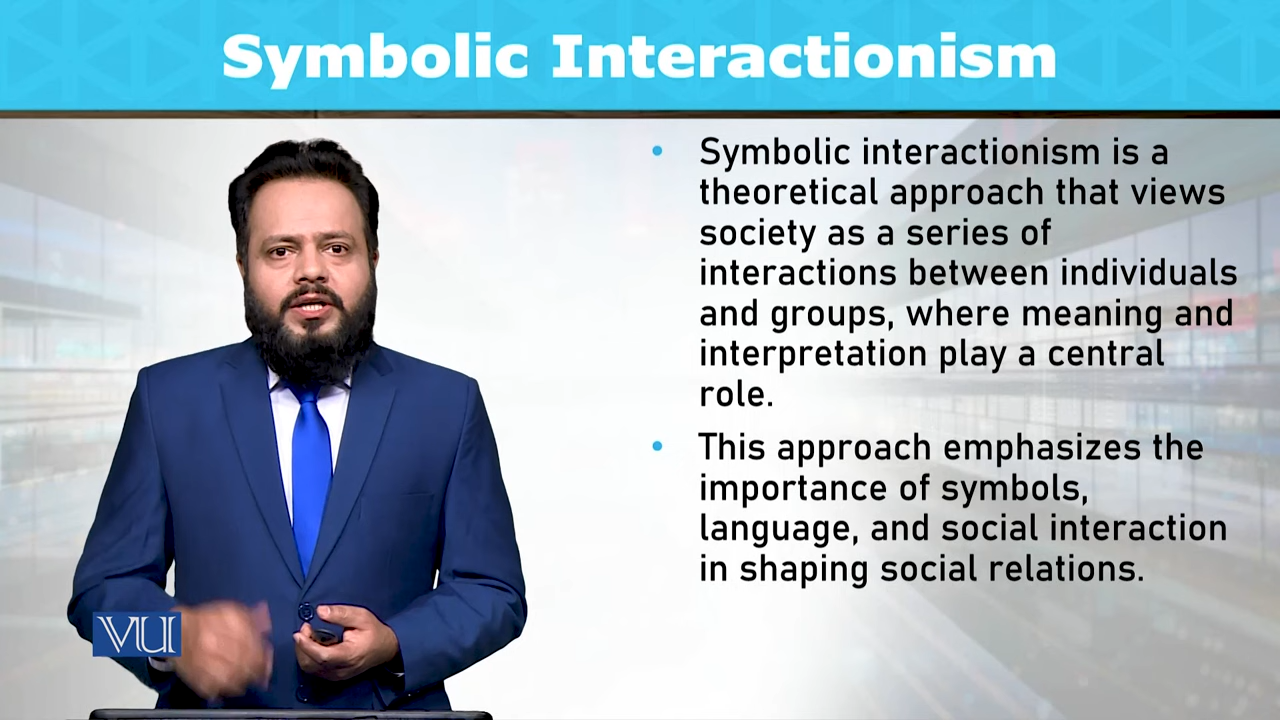 Symbolic Interactionism
• Symbolic interactionism is a
theoretical approach that views
society as a series of
interactions between individuals
and groups, where meaning and
interpretation play a central
role.
• This approach emphasizes the
importance of symbols,
language, and social interaction
in shaping social relations.
VU